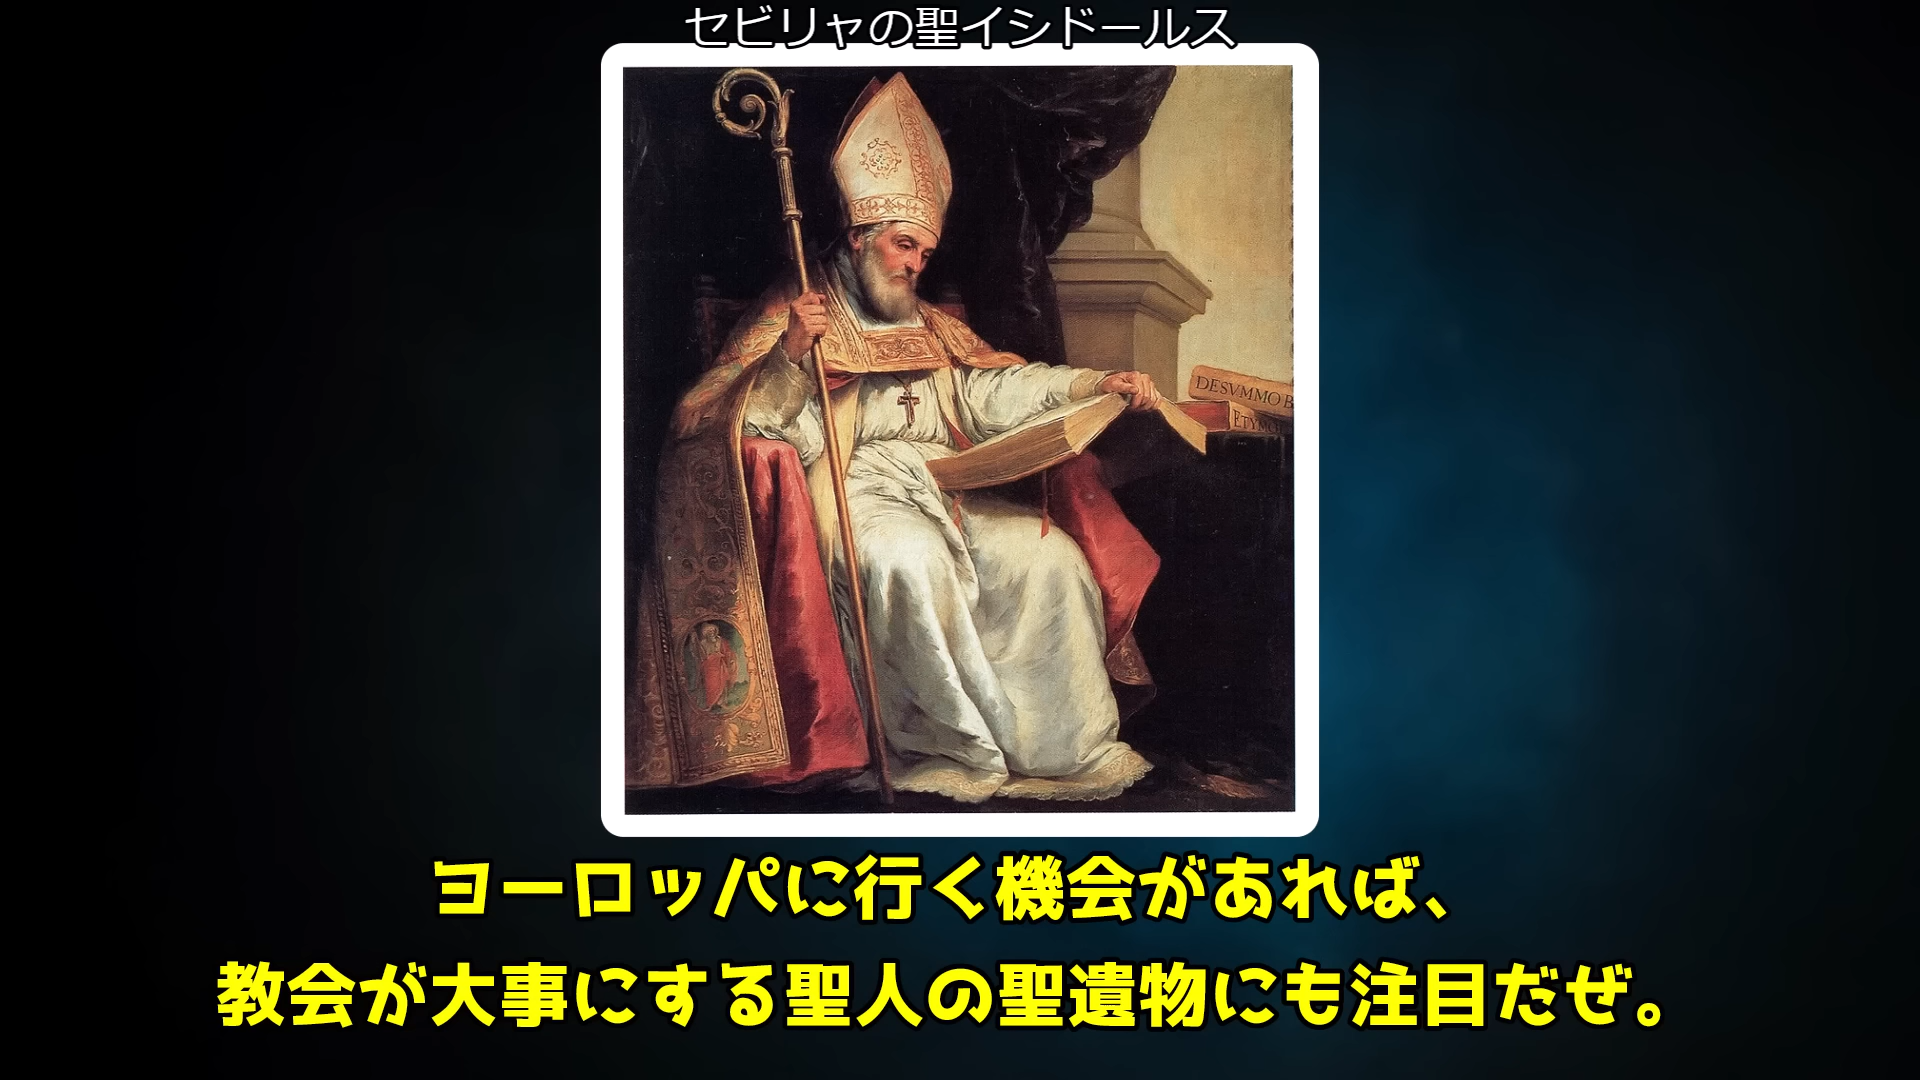 セビリャの聖イシドールス
DESVMMO B
ETYMO
ヨーロッパに行く機会があれば、
教会が大事にする聖人の聖遺物にも注目だぜ。